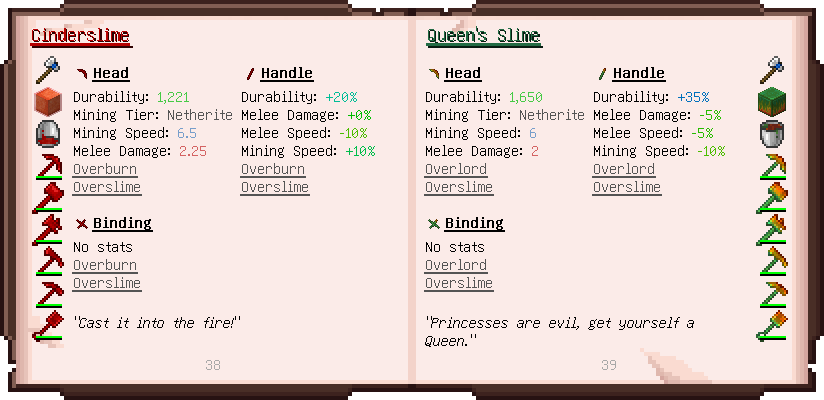 Cinderslime
Head
Durability: 1,221
Mining Tier: Netherite
Mining Speed: 6.5
Melee Damage: 2.25
Overburn
Overslime
Handle
Durability: +20%
Melee Damage: +0%
Melee Speed: -10%
Mining Speed: +10%
Overburn
Overslime
Binding
No stats
Overburn
Overslime
"Cast it into the fire!"
38
Queen's Slime
Head
Durability: 1,650
Mining Tier: Netherite
Mining Speed: 6
Melee Damage: 2
Overlord
Overslime
Handle
Durability: +35%
Melee Damage: -5%
Melee Speed: -5%
Mining Speed: -10%
Overlord
Overslime
Binding
No stats
Overlord
Overslime
"Princesses are evil, get yourself a
Queen."
39